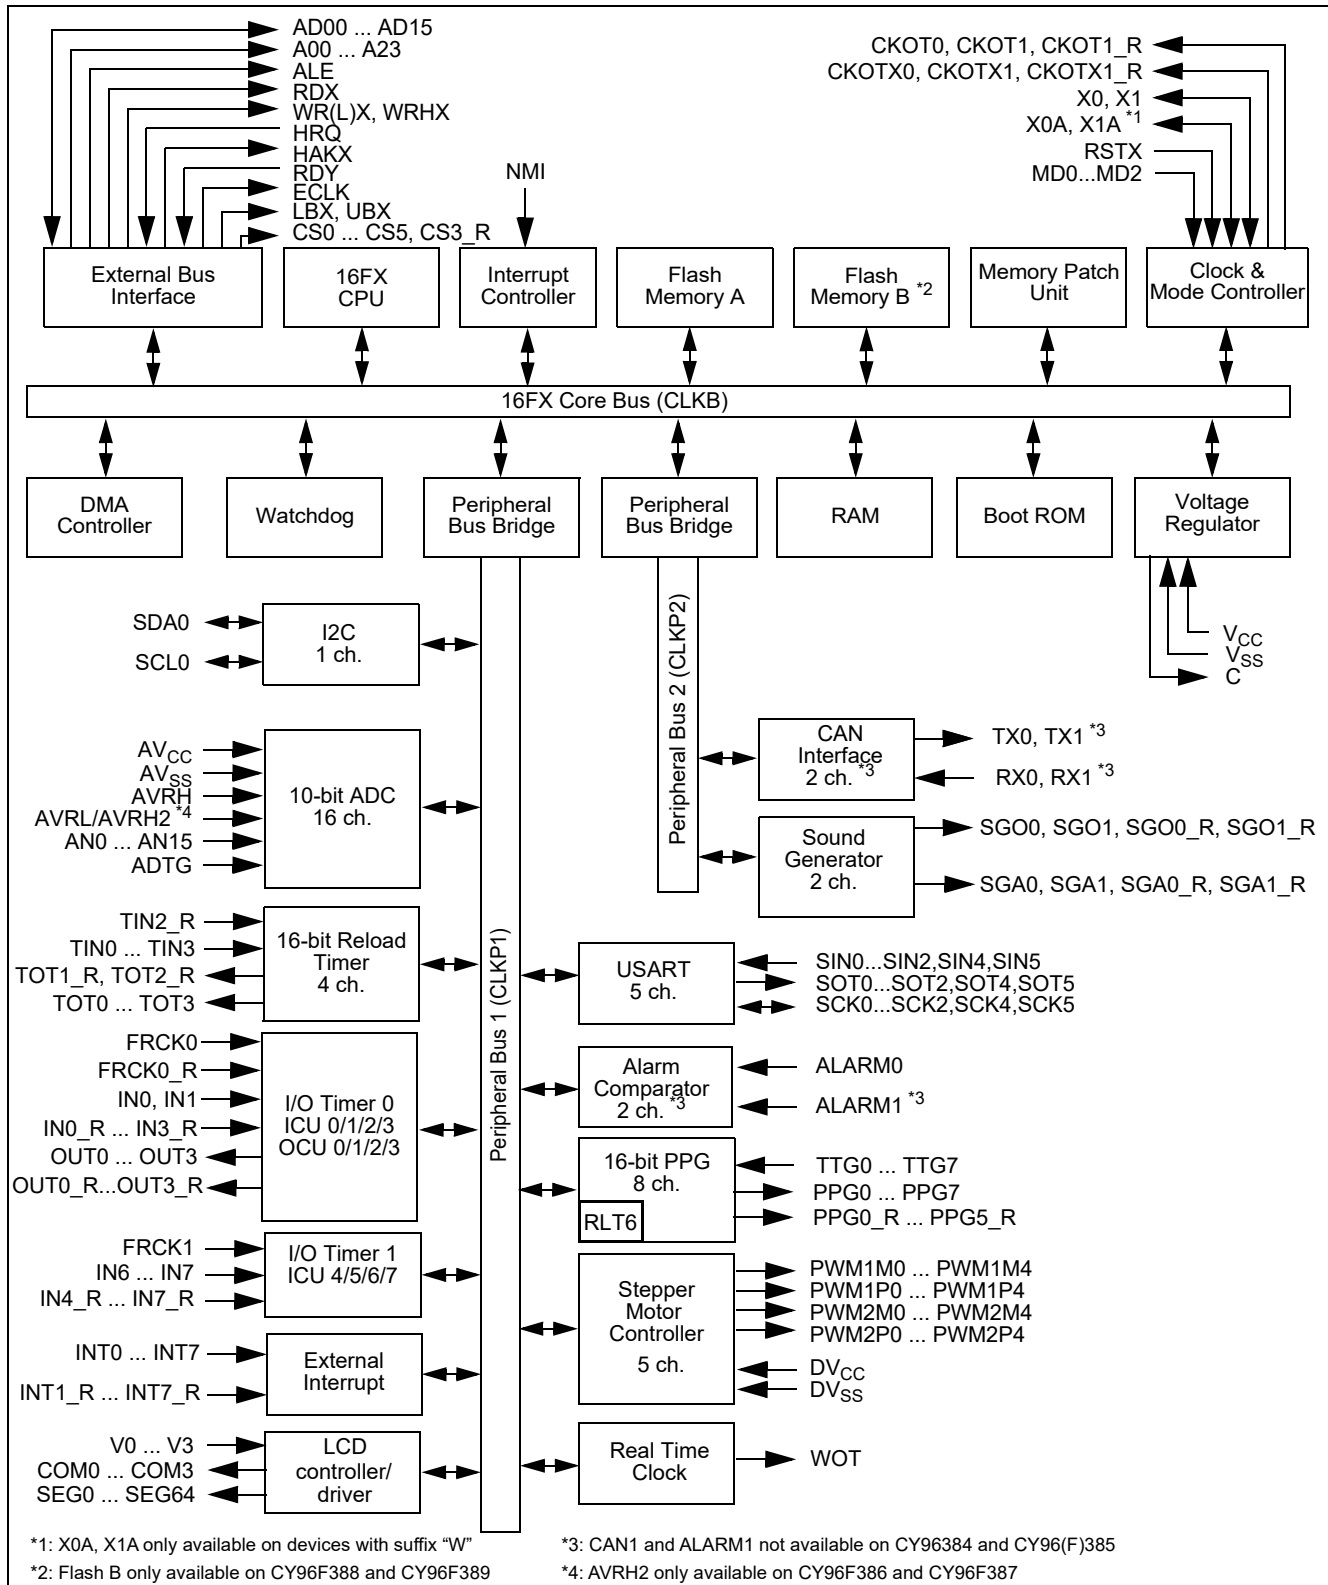 AD00 ... AD15
A00 ... A23
ALE
RDX
WR(L)X, WRHX
HRQ
HAKX
RDY
ECLK
LBX, UBX
CS0 ... CS5, CS3_R
NMI
CKOT0, CKOT1, CKOT1_R
CKOTX0, CKOTX1, CKOTX1_R
X0, X1
X0A, X1A *1
RSTX
MD0...MD2
External Bus
Interface
16FX
CPU
Interrupt
Controller
Flash
Memory A
Flash
Memory B *2
Memory Patch
Unit
Clock &
Mode Controller
16FX Core Bus (CLKB)
DMA
Controller
Watchdog
Peripheral
Bus Bridge
Peripheral
Bus Bridge
RAM
Boot ROM
Voltage
Regulator
VCC
VSS
C
Peripheral Bus 1 (CLKP1)
Peripheral Bus 2 (CLKP2)
SDA0
SCL0
I2C
1 ch.
AVCC
AVSS
AVRH
AVRL/AVRH2 *4
AN0 ... AN15
ADTG
10-bit ADC
16 ch.
TIN2_R
TIN0 ... TIN3
TOT1_R, TOT2_R
TOT0 ... TOT3
16-bit Reload
Timer
4 ch.
FRCK0
FRCK0_R
IN0, IN1
IN0_R ... IN3_R
OUT0 ... OUT3
OUT0_R...OUT3_R
I/O Timer 0
ICU 0/1/2/3
OCU 0/1/2/3
FRCK1
IN6 ... IN7
IN4_R ... IN7_R
I/O Timer 1
ICU 4/5/6/7
INT0 ... INT7
INT1_R ... INT7_R
External
Interrupt
V0 ... V3
COM0 ... COM3
SEG0 ... SEG64
LCD
controller/
driver
CAN
Interface
2 ch. *3
TX0, TX1 *3
RX0, RX1 *3
Sound
Generator
2 ch.
SGO0, SGO1, SGO0_R, SGO1_R
SGA0, SGA1, SGA0_R, SGA1_R
USART
5 ch.
SIN0...SIN2,SIN4,SIN5
SOT0...SOT2,SOT4,SOT5
SCK0...SCK2,SCK4,SCK5
Alarm
Comparator
2 ch. *3
ALARM0
ALARM1 *3
16-bit PPG
8 ch.
RLT6
TTG0 ... TTG7
PPG0 ... PPG7
PPG0_R ... PPG5_R
Stepper
Motor
Controller
5 ch.
PWM1M0 ... PWM1M4
PWM1P0 ... PWM1P4
PWM2M0 ... PWM2M4
PWM2P0 ... PWM2P4
DVCC
DVSS
Real Time
Clock
WOT
*1: X0A, X1A only available on devices with suffix “W”
*2: Flash B only available on CY96F388 and CY96F389
*3: CAN1 and ALARM1 not available on CY96384 and CY96(F)385
*4: AVRH2 only available on CY96F386 and CY96F387